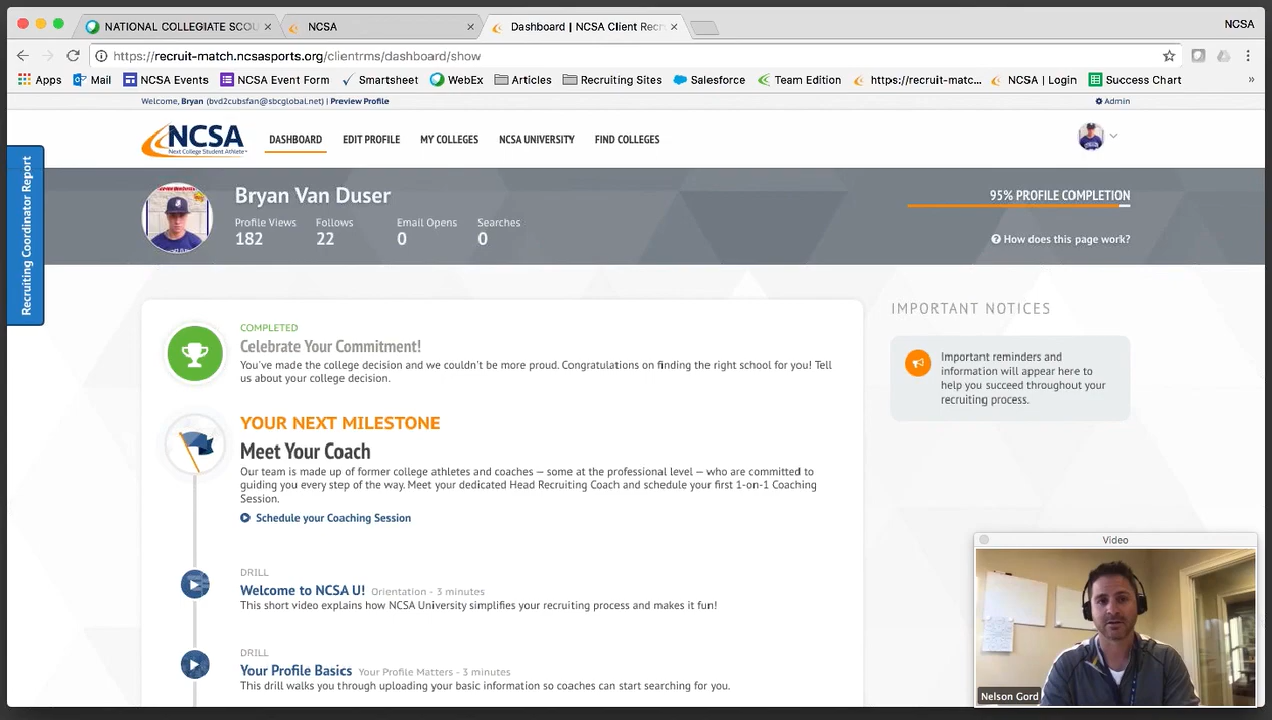 NATIONAL COLLEGIATE SCOU
NCSA
Dashboard | NCSA Client Recr
NCSA
https://recruit-match.ncsasports.org/clientrms/dashboard/show
Apps
Mail
NCSA Events
NCSA Event Form
Smartsheet
WebEx
Articles
Recruiting Sites
Salesforce
Team Edition
https://recruit-matc...
NCSA | Login
Success Chart
»
Welcome, Bryan (bvd2cubsfan@sbcglobal.net) | Preview Profile
Admin
NCSA
Next College Student Athlete
DASHBOARD
EDIT PROFILE
MY COLLEGES
NCSA UNIVERSITY
FIND COLLEGES
Recruiting Coordinator Report
Bryan Van Duser
Profile Views
Follows
Email Opens
Searches
182
22
0
0
95% PROFILE COMPLETION
How does this page work?
COMPLETED
Celebrate Your Commitment!
You've made the college decision and we couldn't be more proud. Congratulations on finding the right school for you! Tell
us about your college decision.
YOUR NEXT MILESTONE
Meet Your Coach
Our team is made up of former college athletes and coaches — some at the professional level — who are committed to
guiding you every step of the way. Meet your dedicated Head Recruiting Coach and schedule your first 1-on-1 Coaching
Session.
Schedule your Coaching Session
DRILL
Welcome to NCSA U! Orientation - 3 minutes
This short video explains how NCSA University simplifies your recruiting process and makes it fun!
DRILL
Your Profile Basics Your Profile Matters - 3 minutes
This drill walks you through uploading your basic information so coaches can start searching for you.
IMPORTANT NOTICES
Important reminders and
information will appear here to
help you succeed throughout your
recruiting process.
Video
Nelson Gord